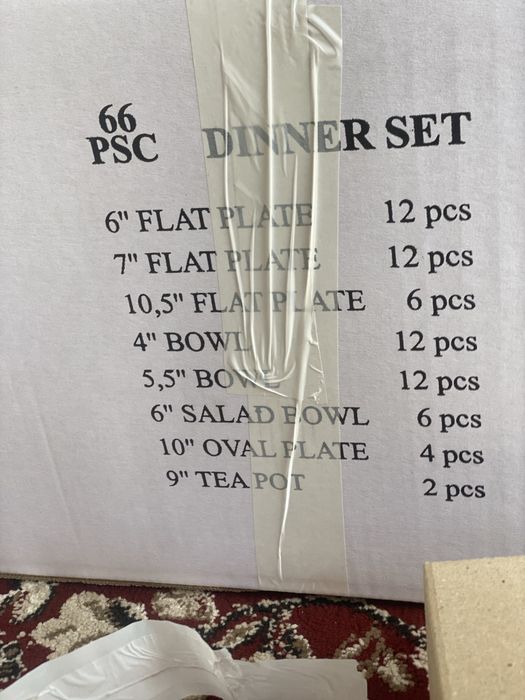 66 PSC DINNER SET
6" FLAT PLATE 12 pcs
7" FLAT PLATE 12 pcs
10,5" FLAT PLATE 6 pcs
4" BOWL 12 pcs
5,5" BOWL 12 pcs
6" SALAD BOWL 6 pcs
10" OVAL PLATE 4 pcs
9" TEA POT 2 pcs